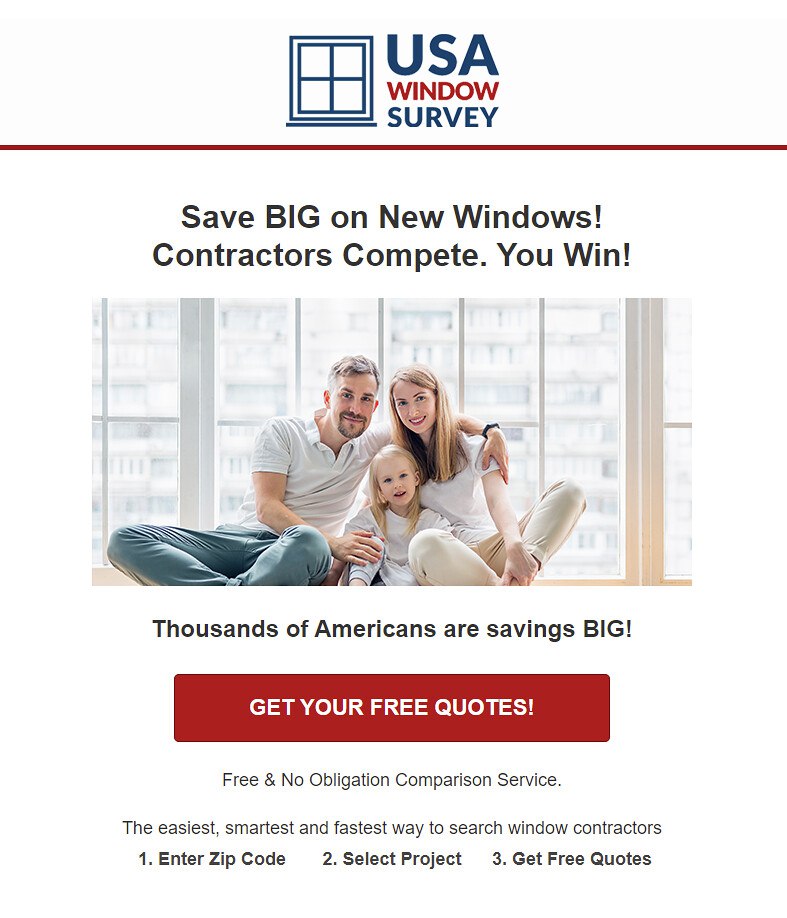 USA
WINDOW
SURVEY
Save BIG on New Windows!
Contractors Compete. You Win!
Thousands of Americans are savings BIG!
GET YOUR FREE QUOTES!
Free & No Obligation Comparison Service.
The easiest, smartest and fastest way to search window contractors
1. Enter Zip Code 2. Select Project 3. Get Free Quotes